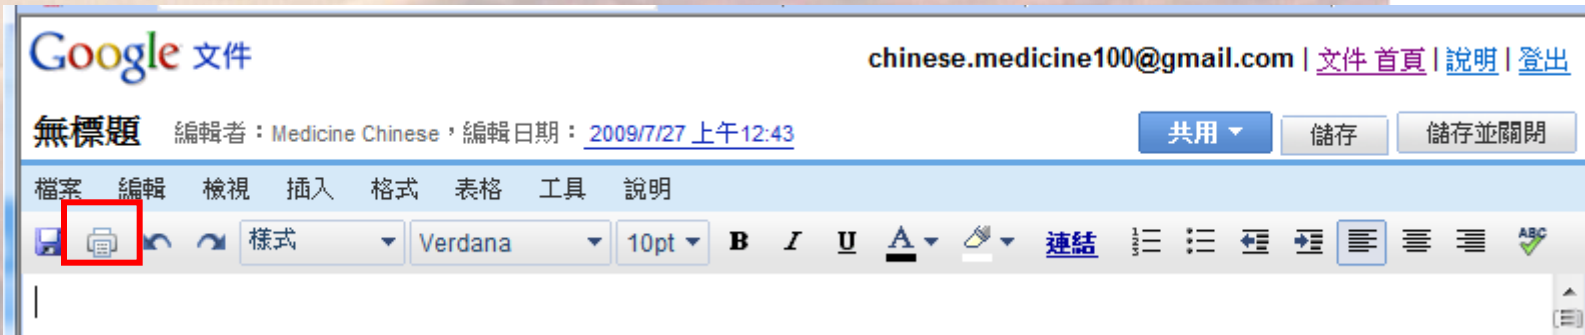 Google 文件
chinese.medicine100@gmail.com | 文件 首頁 | 說明 | 登出
無標題 編輯者：Medicine Chinese，編輯日期： 2009/7/27 上午12:43 共用 儲存 儲存並關閉
檔案 編輯 檢視 插入 格式 表格 工具 說明
樣式 Verdana 10pt B I U A 連結 ABC